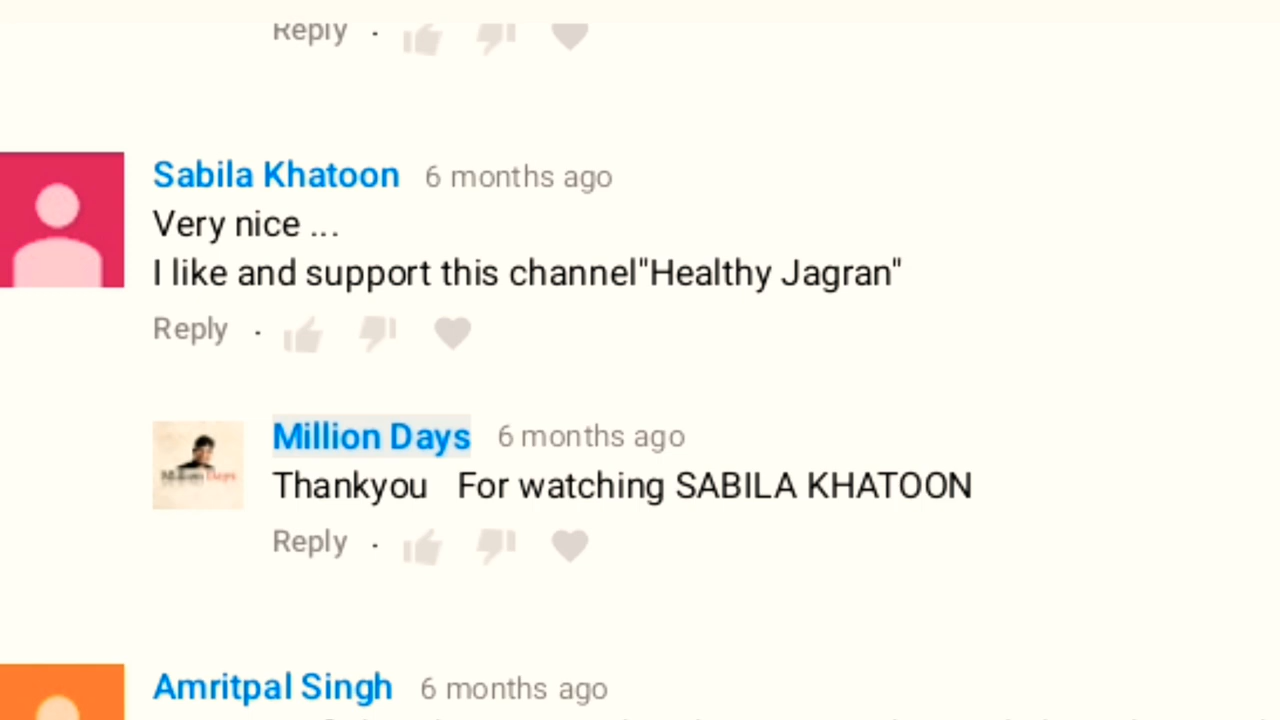 Reply .
Sabila Khatoon 6 months ago
Very nice ...
I like and support this channel"Healthy Jagran"
Reply .
Million Days 6 months ago
Thankyou For watching SABILA KHATOON
Reply .
Amritpal Singh 6 months ago